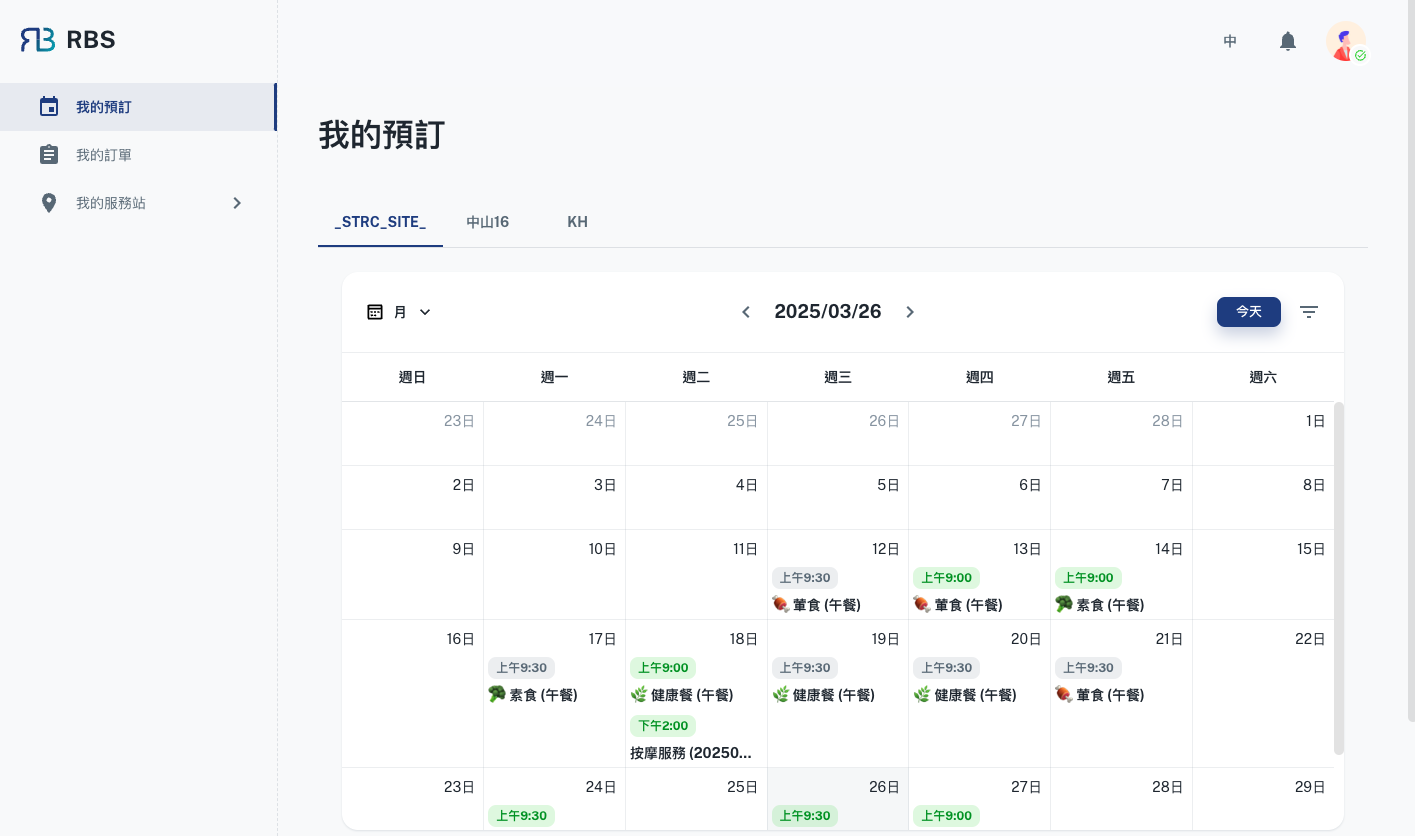 RBS
中
我的預訂
我的訂單
我的服務站
我的預訂
_STRC_SITE_ 中山16 KH
月 2025/03/26 今天
週日 週一 週二 週三 週四 週五 週六
23日 24日 25日 26日 27日 28日 1日
2日 3日 4日 5日 6日 7日 8日
9日 10日 11日 12日 13日 14日 15日
上午9:30 上午9:00 上午9:00
葷食 (午餐) 葷食 (午餐) 素食 (午餐)
16日 17日 18日 19日 20日 21日 22日
上午9:30 上午9:00 上午9:30 上午9:30 上午9:30
素食 (午餐) 健康餐 (午餐) 健康餐 (午餐) 健康餐 (午餐) 葷食 (午餐)
下午2:00
按摩服務 (20250...
23日 24日 25日 26日 27日 28日 29日
上午9:30 上午9:30 上午9:00